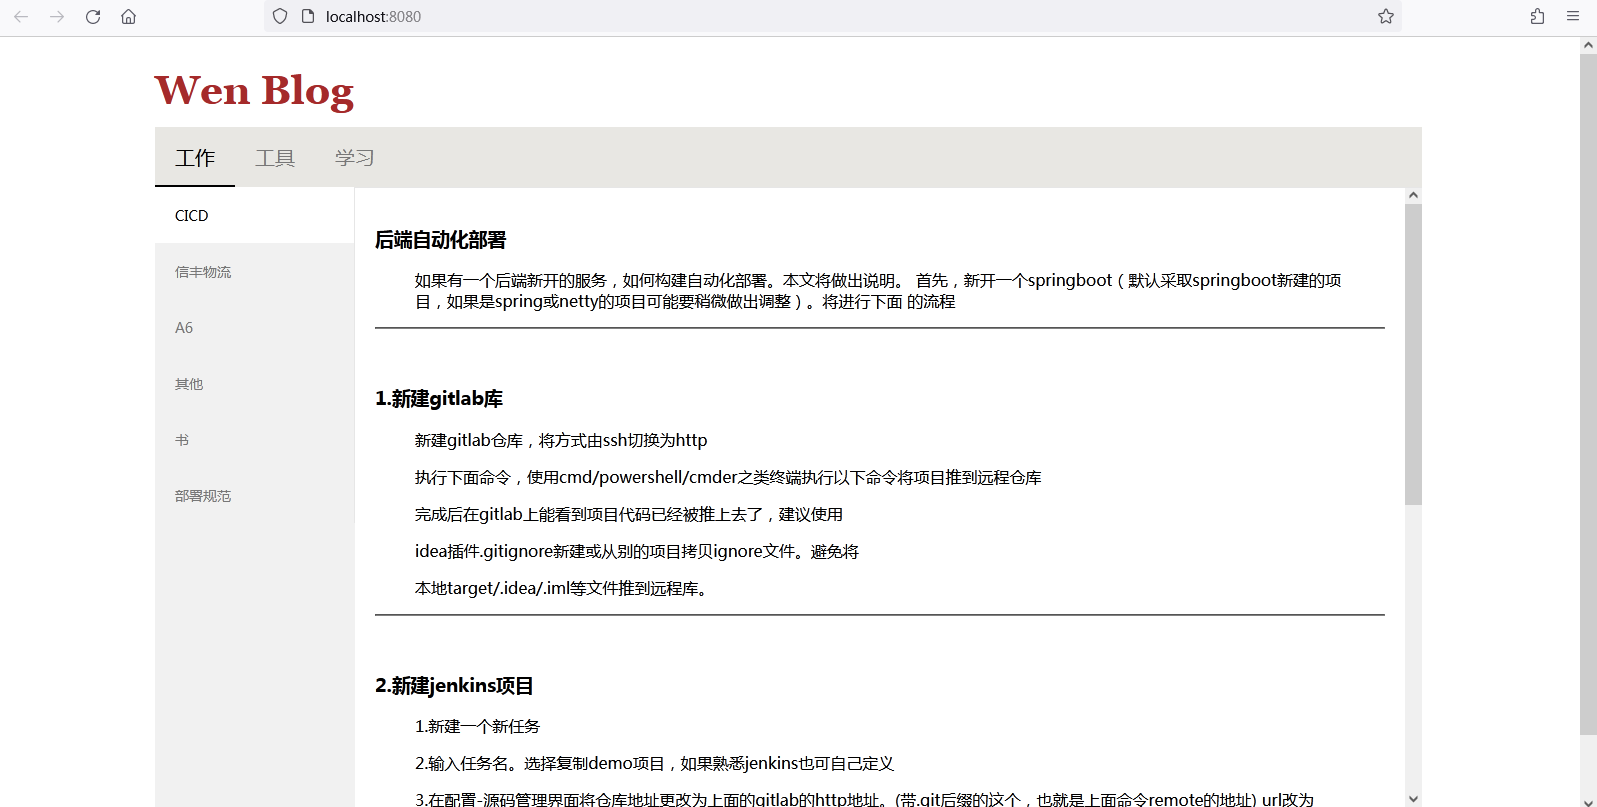 localhost:8080
Wen Blog
工作 工具 学习
CICD
信丰物流
A6
其他
书
部署规范
后端自动化部署
如果有一个后端新开的服务，如何构建自动化部署。本文将做出说明。 首先，新开一个springboot（默认采取springboot新建的项
目，如果是spring或netty的项目可能要稍微做出调整）。将进行下面 的流程
1.新建gitlab库
新建gitlab仓库，将方式由ssh切换为http
执行下面命令，使用cmd/powershell/cmder之类终端执行以下命令将项目推到远程仓库
完成后在gitlab上能看到项目代码已经被推上去了，建议使用
idea插件.gitignore新建或从别的项目拷贝ignore文件。避免将
本地target/.idea/.iml等文件推到远程库。
2.新建jenkins项目
1.新建一个新任务
2.输入任务名。选择复制demo项目，如果熟悉jenkins也可自己定义
3.在配置-源码管理界面将仓库地址更改为上面的gitlab的http地址。(带.git后缀的这个，也就是上面命令remote的地址) url改为